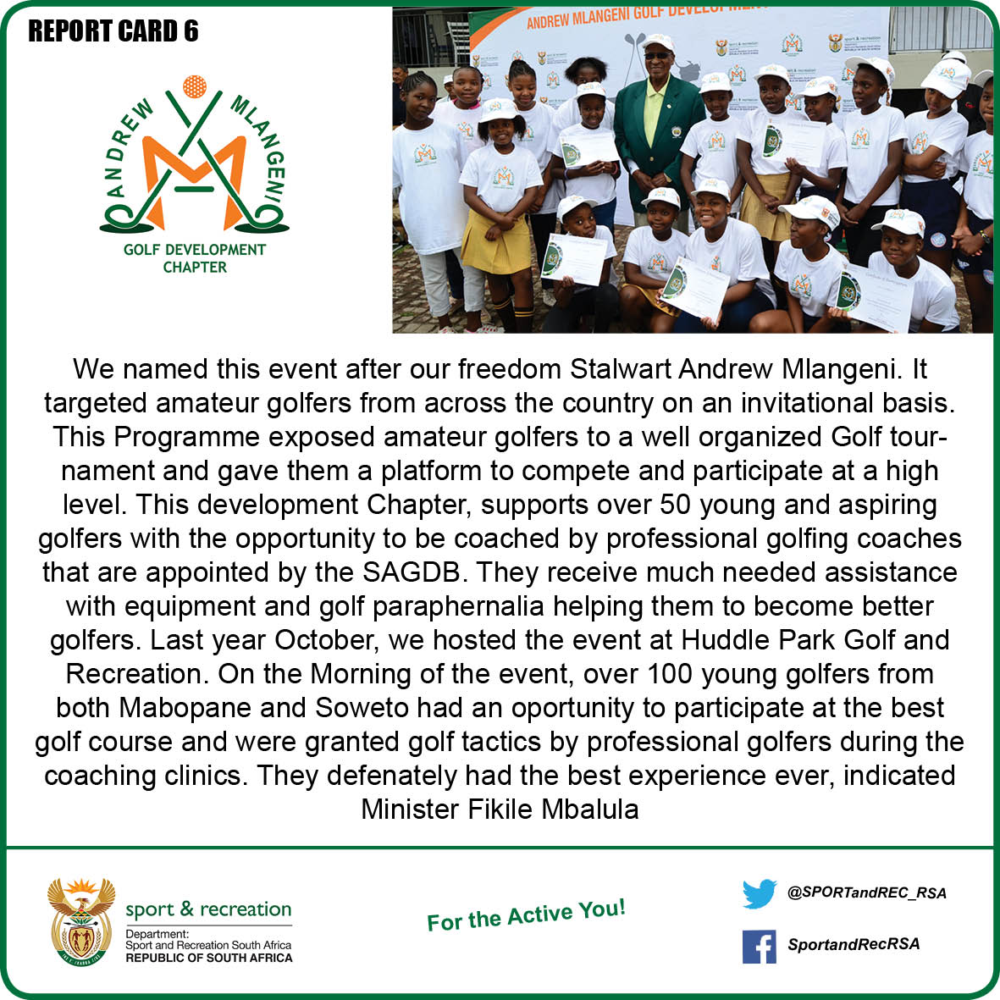 REPORT CARD 6
ANDREW MLANGENI
GOLF DEVELOPMENT
CHAPTER
ANDREW MLANGENI GOLF DEVELOPMENT
sport & recreation
We named this event after our freedom Stalwart Andrew Mlangeni. It
targeted amateur golfers from across the country on an invitational basis.
This Programme exposed amateur golfers to a well organized Golf tour-
nament and gave them a platform to compete and participate at a high
level. This development Chapter, supports over 50 young and aspiring
golfers with the opportunity to be coached by professional golfing coaches
that are appointed by the SAGDB. They receive much needed assistance
with equipment and golf paraphernalia helping them to become better
golfers. Last year October, we hosted the event at Huddle Park Golf and
Recreation. On the Morning of the event, over 100 young golfers from
both Mabopane and Soweto had an oportunity to participate at the best
golf course and were granted golf tactics by professional golfers during the
coaching clinics. They defenately had the best experience ever, indicated
Minister Fikile Mbalula
sport & recreation
Department:
Sport and Recreation South Africa
REPUBLIC OF SOUTH AFRICA
For the Active You!
@SPORTandREC_RSA
SportandRecRSA